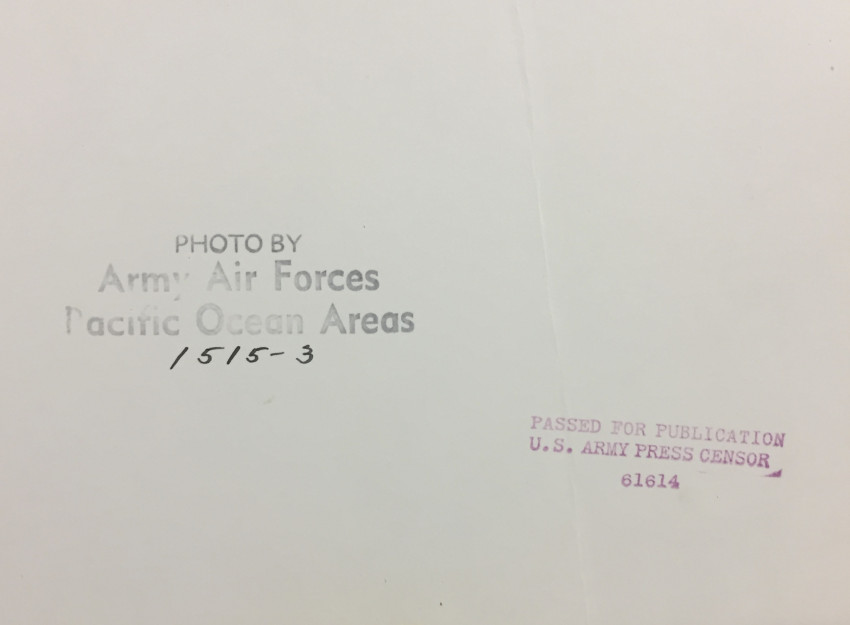 PHOTO BY
Army Air Forces
Pacific Ocean Areas
1515-3
PASSED FOR PUBLICATION
U.S. ARMY PRESS CENSOR
61614